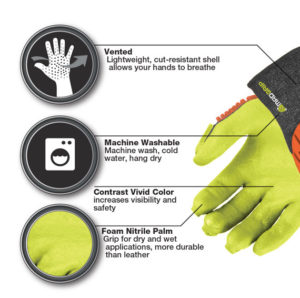 Vented
Lightweight, cut-resistant shell
allows your hands to breathe
Machine Washable
Machine wash, cold
water, hang dry
Contrast Vivid Color
increases visibility and
safety
Foam Nitrile Palm
Grip for dry and wet
applications, more durable
than leather